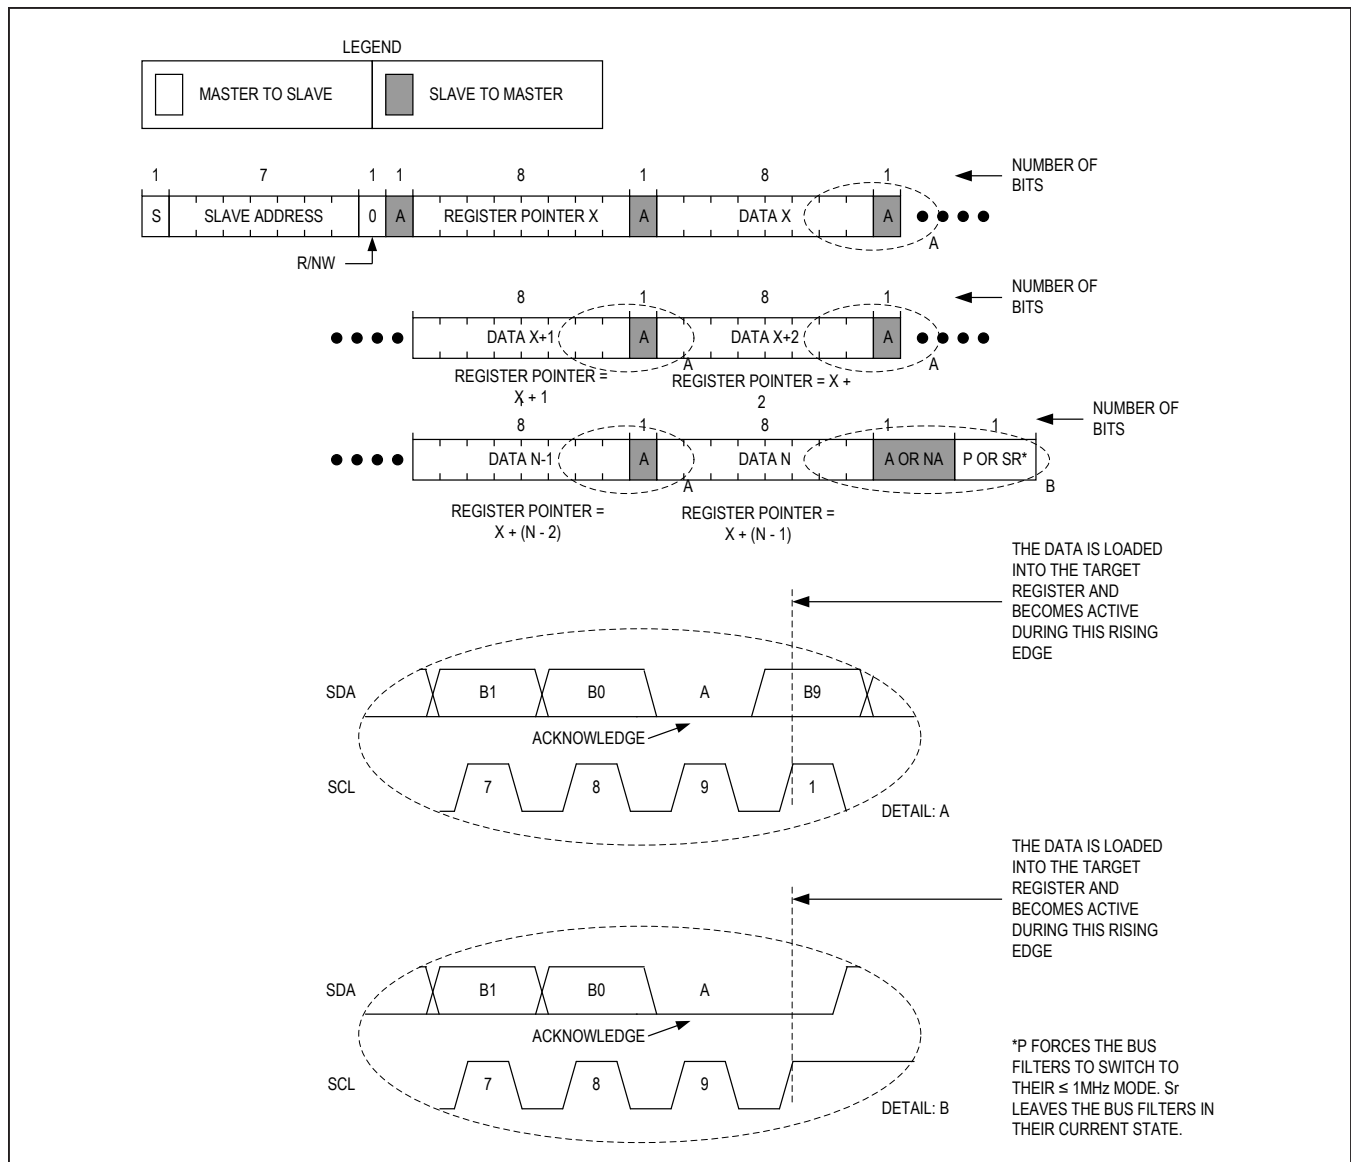 LEGEND
MASTER TO SLAVE
SLAVE TO MASTER
1 7 1 1 8 1 8 1
NUMBER OF
BITS
S SLAVE ADDRESS 0 A REGISTER POINTER X A DATA X A
A
R/NW
8 1 8 1
NUMBER OF
BITS
DATA X+1 A DATA X+2 A
A A
REGISTER POINTER =
X + 1
REGISTER POINTER = X +
2
8 1 8 1 1
NUMBER OF
BITS
DATA N-1 A DATA N A OR NA P OR SR*
A B
REGISTER POINTER =
X + (N - 2)
REGISTER POINTER =
X + (N - 1)
THE DATA IS LOADED
INTO THE TARGET
REGISTER AND
BECOMES ACTIVE
DURING THIS RISING
EDGE
SDA B1 B0 A B9
ACKNOWLEDGE
SCL 7 8 9 1
DETAIL: A
THE DATA IS LOADED
INTO THE TARGET
REGISTER AND
BECOMES ACTIVE
DURING THIS RISING
EDGE
SDA B1 B0 A
ACKNOWLEDGE
SCL 7 8 9
DETAIL: B
*P FORCES THE BUS
FILTERS TO SWITCH TO
THEIR ≤ 1MHz MODE. Sr
LEAVES THE BUS FILTERS IN
THEIR CURRENT STATE.